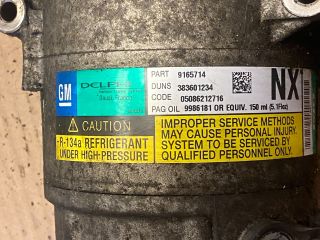 GM
DELPHI
PART 9165714
DUNS 383601234
CODE 05086212716
PAG OIL 9986181 OR EQUIV. 150 ml (5.1Floz)
NX
CAUTION
R-134a REFRIGERANT
UNDER HIGH-PRESSURE
IMPROPER SERVICE METHODS
MAY CAUSE PERSONAL INJURY.
SYSTEM TO BE SERVICED BY
QUALIFIED PERSONNEL ONLY.